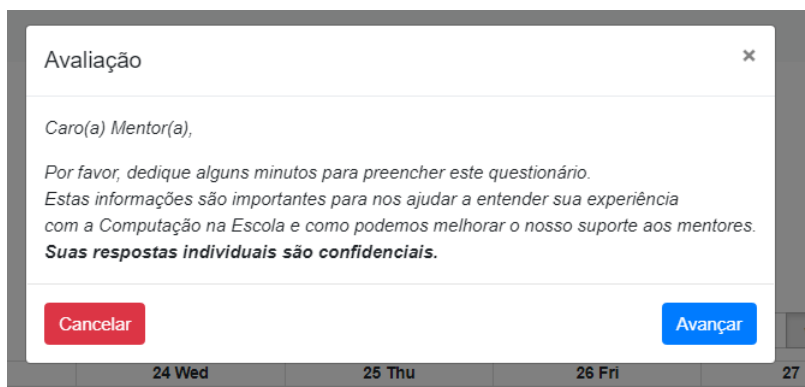 Avaliação ×
Caro(a) Mentor(a),
Por favor, dedique alguns minutos para preencher este questionário.
Estas informações são importantes para nos ajudar a entender sua experiência
com a Computação na Escola e como podemos melhorar o nosso suporte aos mentores.
Suas respostas individuais são confidenciais.
Cancelar Avançar
24 Wed 25 Thu 26 Fri 27